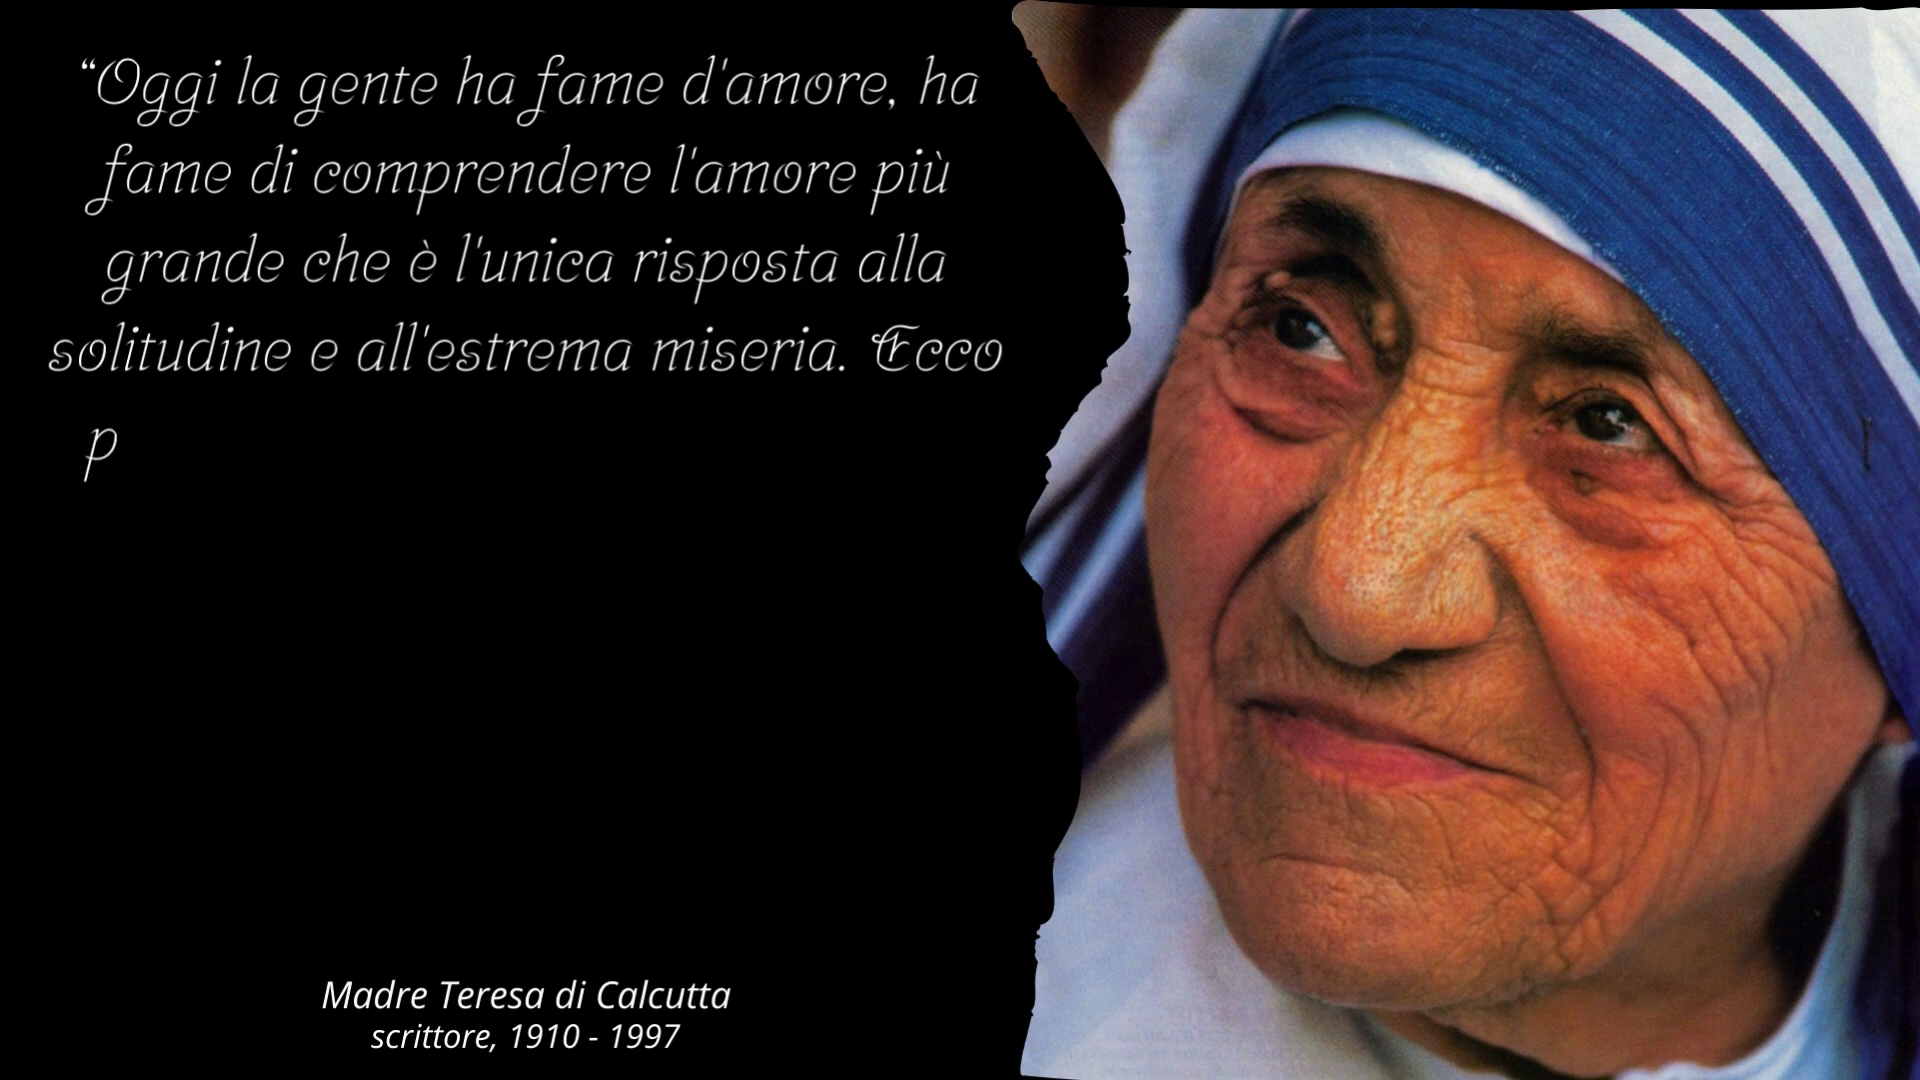 “Oggi la gente ha fame d'amore, ha
fame di comprendere l'amore più
grande che è l'unica risposta alla
solitudine e all'estrema miseria. Ecco
p
Madre Teresa di Calcutta
scrittore, 1910 - 1997